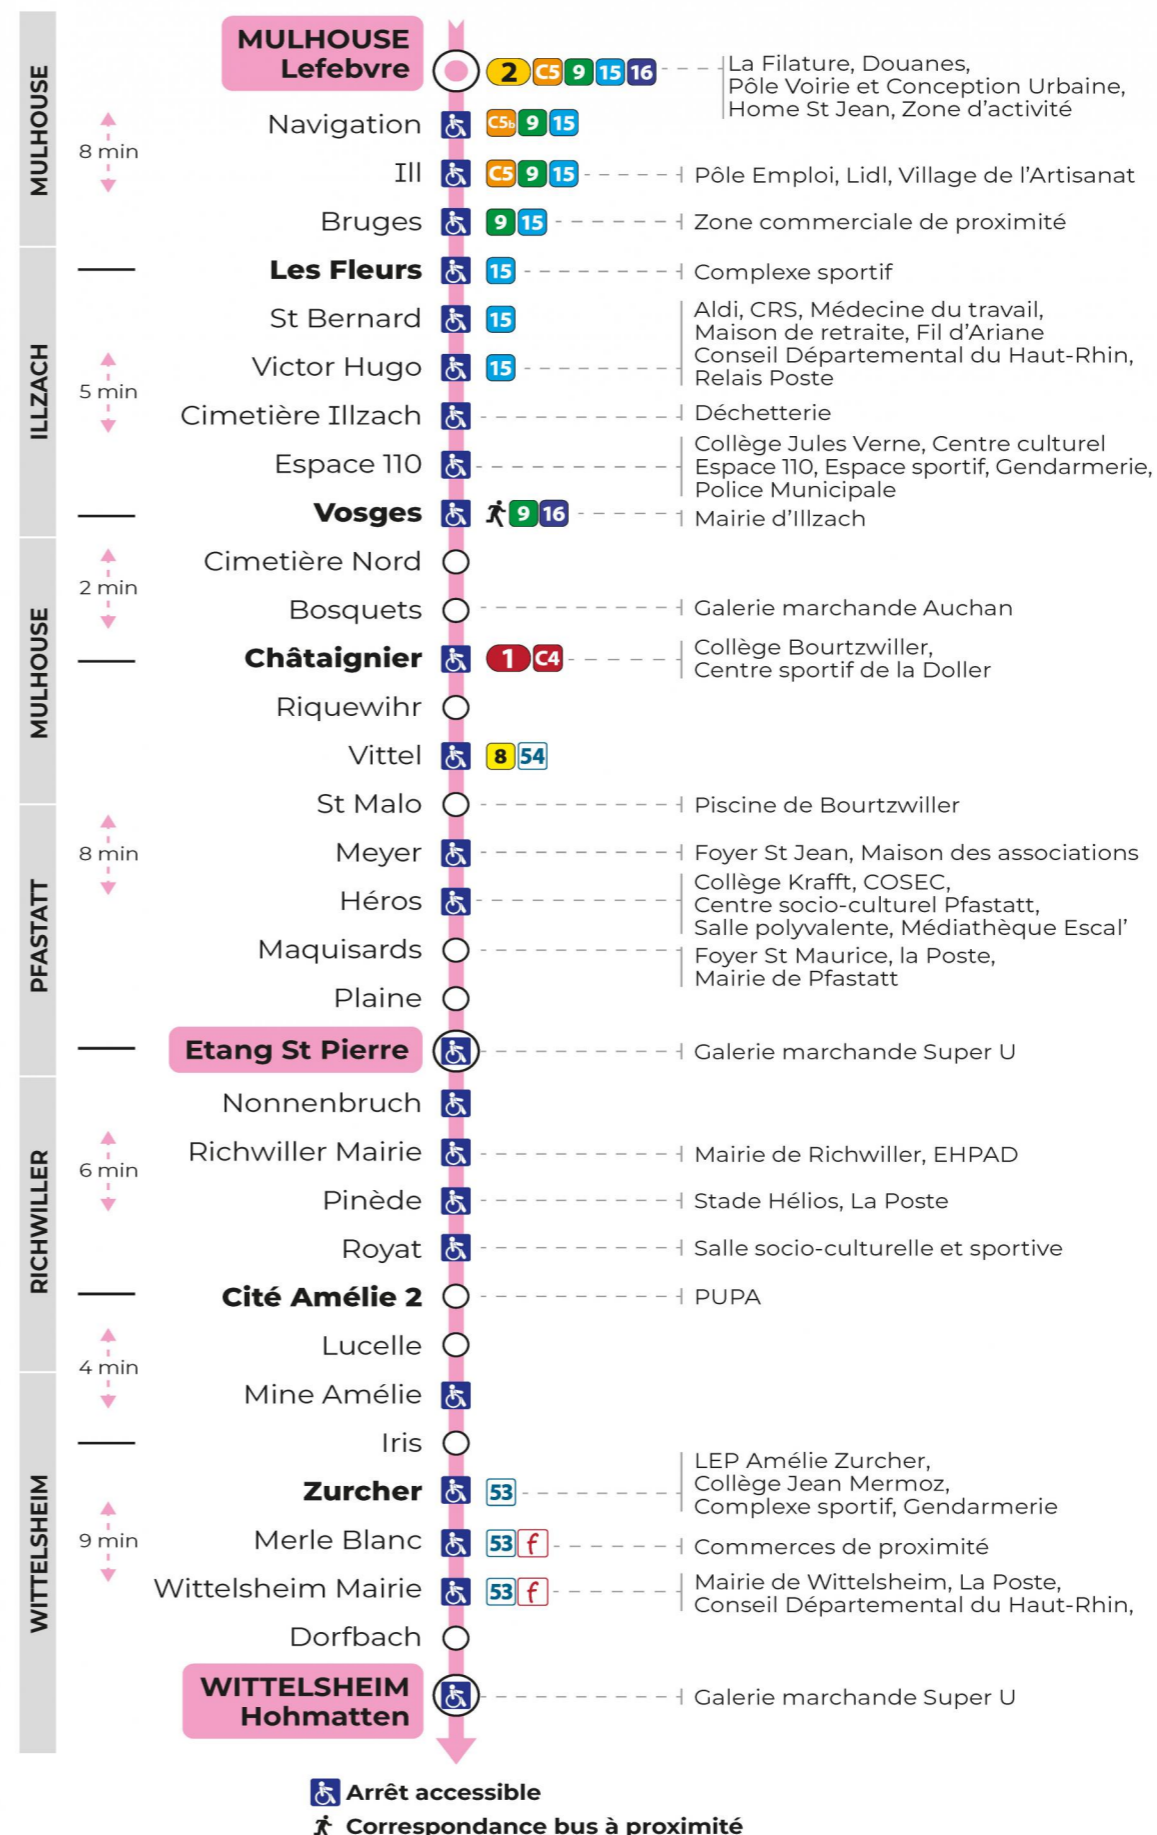 MULHOUSE
MULHOUSE
Lefebvre
2 C5 9 15 16
La Filature, Douanes,
Pôle Voirie et Conception Urbaine,
Home St Jean, Zone d’activité
Navigation C5b 9 15
8 min
Ill C5 9 15 Pôle Emploi, Lidl, Village de l’Artisanat
Bruges 9 15 Zone commerciale de proximité
ILLZACH
Les Fleurs 15 Complexe sportif
St Bernard 15
Aldi, CRS, Médecine du travail,
Maison de retraite, Fil d’Ariane
Victor Hugo 15
Conseil Départemental du Haut-Rhin,
Relais Poste
5 min
Cimetière Illzach Déchetterie
Espace 110
Collège Jules Verne, Centre culturel
Espace 110, Espace sportif, Gendarmerie,
Police Municipale
Vosges 9 16 Mairie d’Illzach
MULHOUSE
Cimetière Nord
2 min
Bosquets Galerie marchande Auchan
Châtaignier 1 C4
Collège Bourtzwiller,
Centre sportif de la Doller
Riquewihr
Vittel 8 54
PFASTATT
St Malo Piscine de Bourtzwiller
8 min
Meyer Foyer St Jean, Maison des associations
Héros
Collège Krafft, COSEC,
Centre socio-culturel Pfastatt,
Salle polyvalente, Médiathèque Escal’
Maquisards
Foyer St Maurice, la Poste,
Mairie de Pfastatt
Plaine
Etang St Pierre Galerie marchande Super U
RICHWILLER
Nonnenbruch
Richwiller Mairie Mairie de Richwiller, EHPAD
6 min
Pinède Stade Hélios, La Poste
Royat Salle socio-culturelle et sportive
Cité Amélie 2 PUPA
Lucelle
4 min
WITTELSHEIM
Mine Amélie
Iris
Zurcher 53
LEP Amélie Zurcher,
Collège Jean Mermoz,
Complexe sportif, Gendarmerie
9 min
Merle Blanc 53 f Commerces de proximité
Wittelsheim Mairie 53 f
Mairie de Wittelsheim, La Poste,
Conseil Départemental du Haut-Rhin,
Dorfbach
WITTELSHEIM
Hohmatten
Galerie marchande Super U
Arrêt accessible
Correspondance bus à proximité